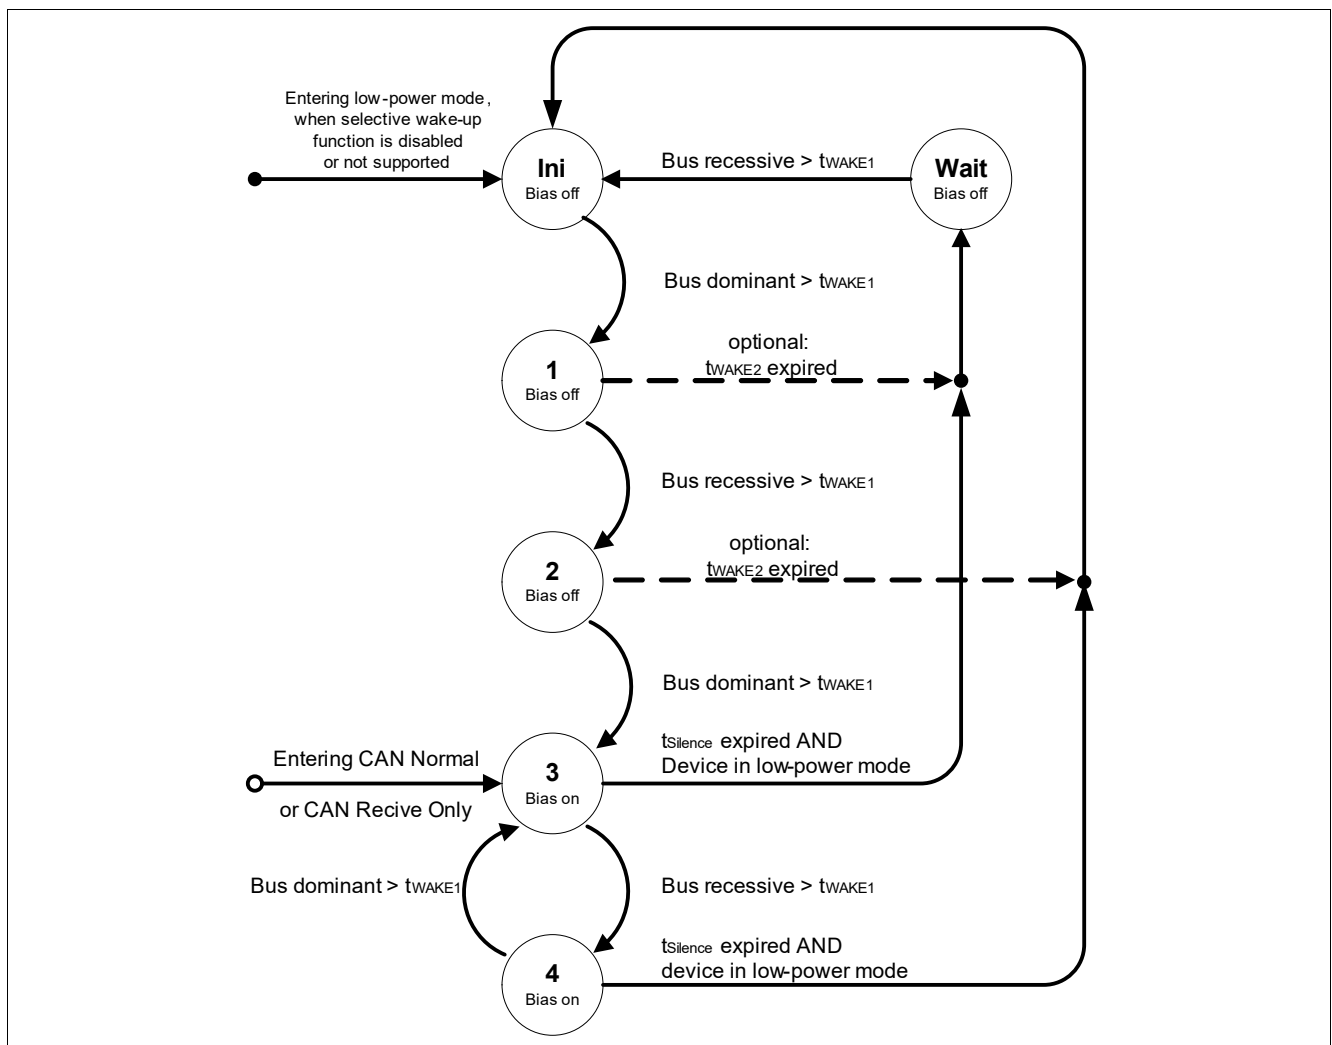 Entering low-power mode,
when selective wake-up
function is disabled
or not supported
Ini
Bias off
Bus recessive > tWAKE1
Wait
Bias off
Bus dominant > tWAKE1
1
Bias off
optional:
tWAKE2 expired
Bus recessive > tWAKE1
2
Bias off
optional:
tWAKE2 expired
Bus dominant > tWAKE1
Entering CAN Normal
or CAN Recive Only
3
Bias on
tSilence expired AND
Device in low-power mode
Bus dominant > tWAKE1
Bus recessive > tWAKE1
4
Bias on
tSilence expired AND
device in low-power mode